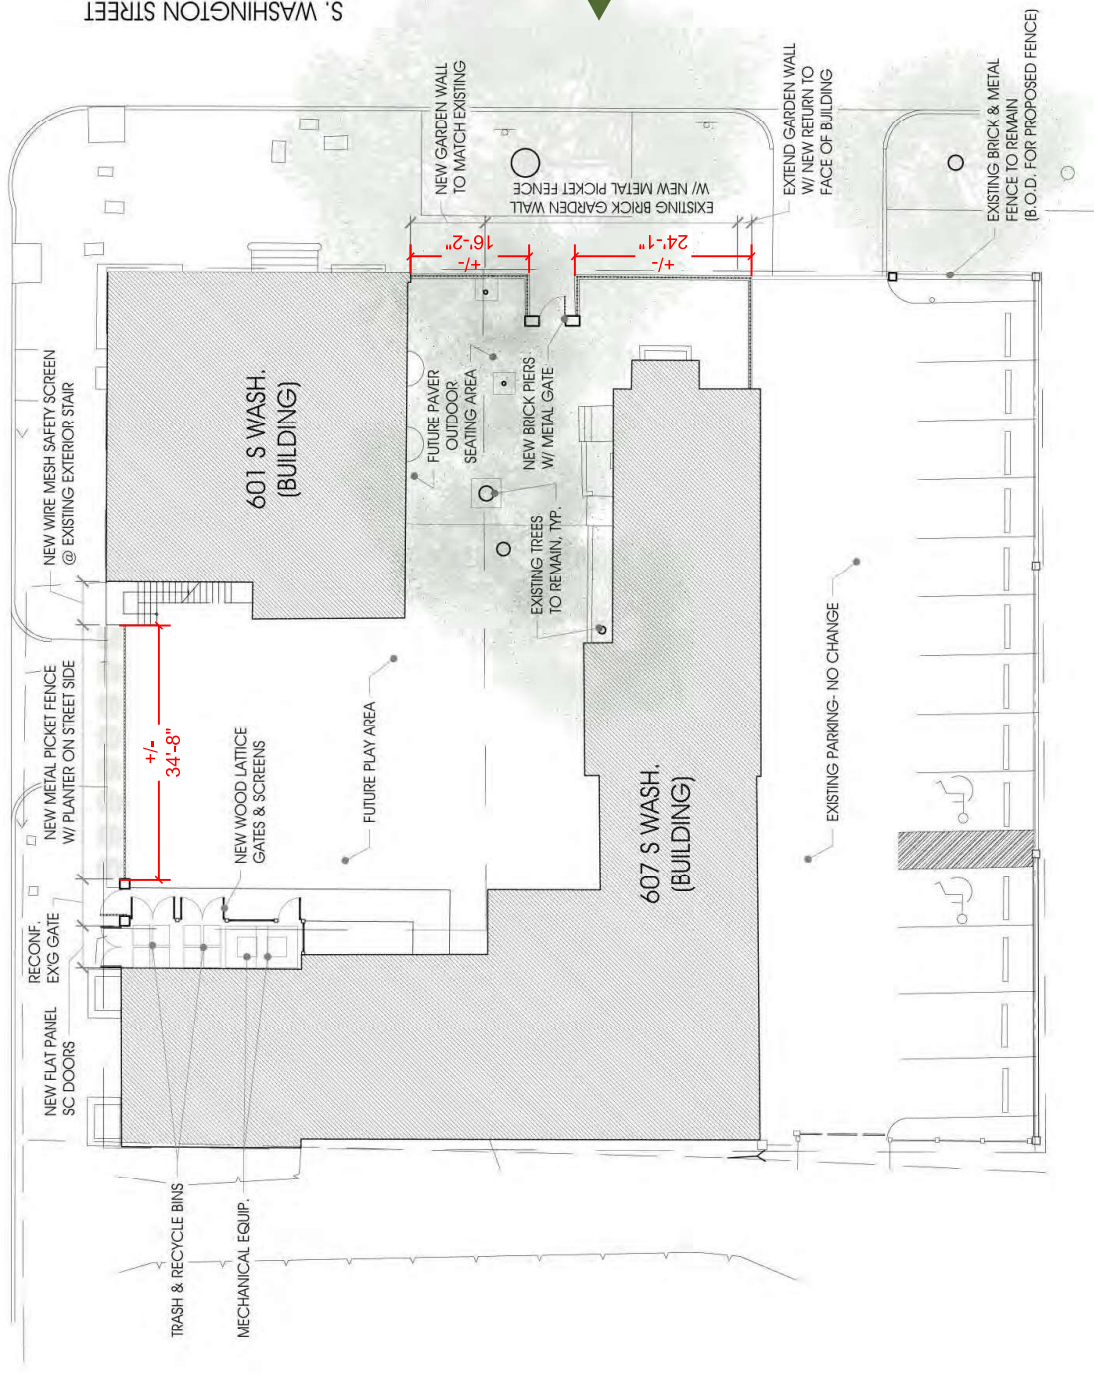 S. WASHINGTON STREET
NEW GARDEN WALL
TO MATCH EXISTING
EXISTING BRICK GARDEN WALL
W/ NEW METAL PICKET FENCE
EXTEND GARDEN WALL
W/ NEW RETURN TO
FACE OF BUILDING
EXISTING BRICK & METAL
FENCE TO REMAIN
(B.O.D. FOR PROPOSED FENCE)
+/-
16'-2"
+/-
24'-1"
NEW WIRE MESH SAFETY SCREEN
@ EXISTING EXTERIOR STAIR
601 S WASH.
(BUILDING)
FUTURE PAVER
OUTDOOR
SEATING AREA
NEW BRICK PIERS
W/ METAL GATE
EXISTING TREES
TO REMAIN, TYP.
NEW METAL PICKET FENCE
W/ PLANTER ON STREET SIDE
+/-
34'-8"
NEW WOOD LATTICE
GATES & SCREENS
FUTURE PLAY AREA
607 S WASH.
(BUILDING)
EXISTING PARKING- NO CHANGE
RECONF.
EX'G GATE
NEW FLAT PANEL
SC DOORS
TRASH & RECYCLE BINS
MECHANICAL EQUIP.